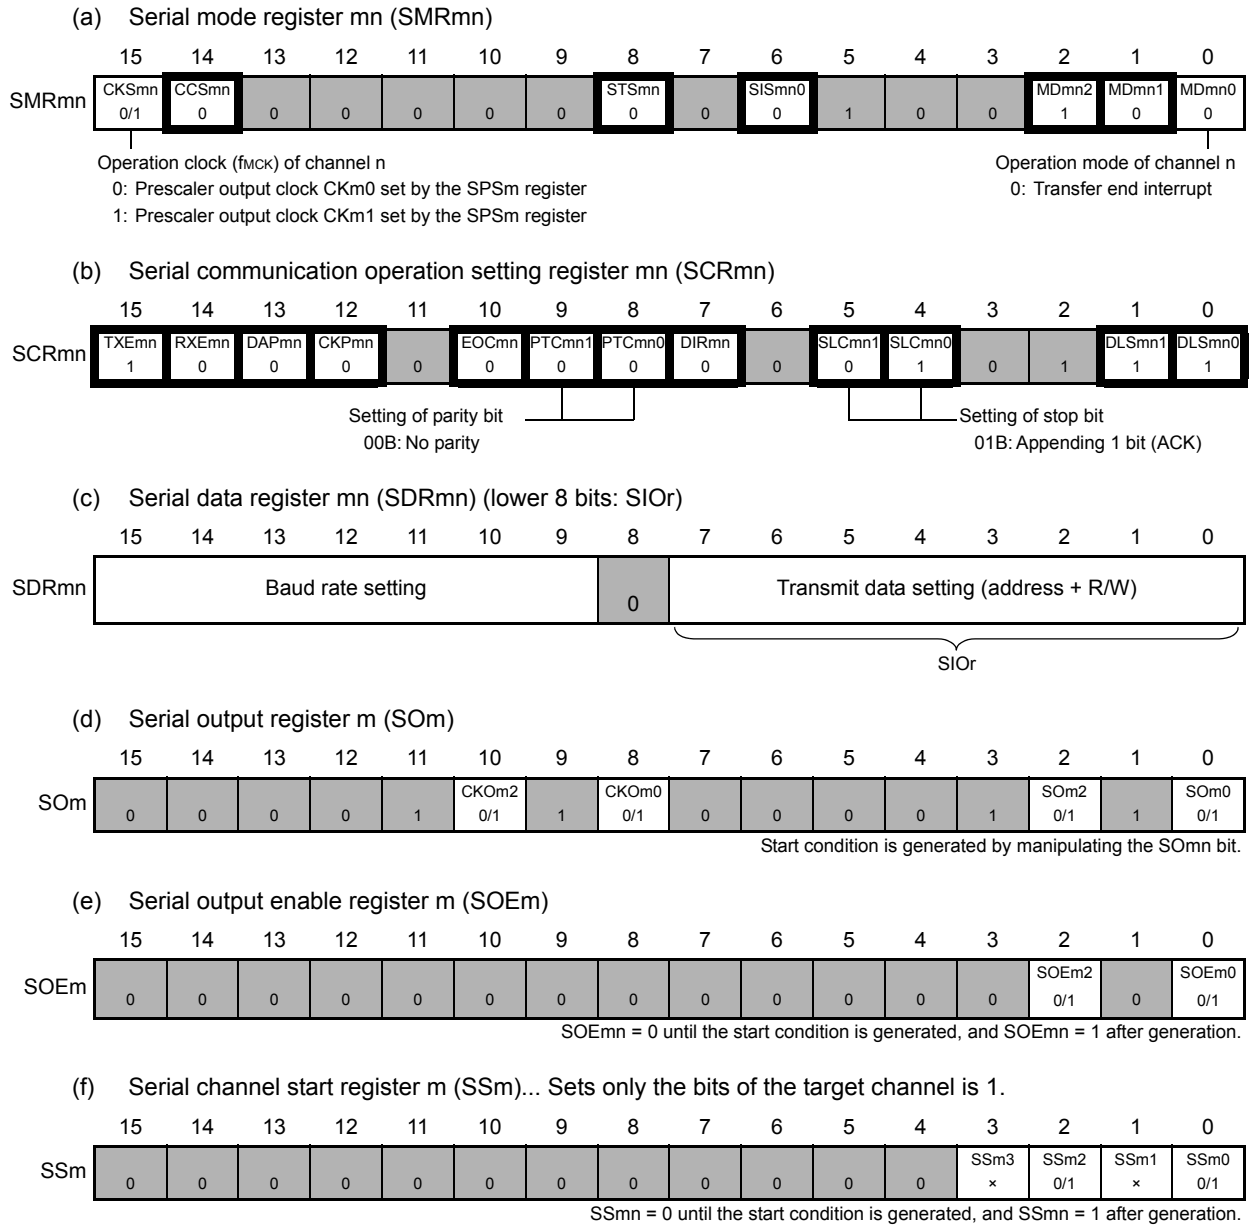 (a) Serial mode register mn (SMRmn)
15 14 13 12 11 10 9 8 7 6 5 4 3 2 1 0
CKSmn CCSmn STSmn SISmn0 MDmn2 MDmn1 MDmn0
SMRmn 0/1 0 0 0 0 0 0 0 0 0 1 0 0 1 0 0
Operation clock (fMCK) of channel n Operation mode of channel n
0: Prescaler output clock CKm0 set by the SPSm register 0: Transfer end interrupt
1: Prescaler output clock CKm1 set by the SPSm register
(b) Serial communication operation setting register mn (SCRmn)
15 14 13 12 11 10 9 8 7 6 5 4 3 2 1 0
TXEmn RXEmn DAPmn CKPmn EOCmn PTCmn1 PTCmn0 DIRmn SLCmn1 SLCmn0 DLSmn1 DLSmn0
SCRmn 1 0 0 0 0 0 0 0 0 0 0 1 0 1 1 1
Setting of parity bit Setting of stop bit
00B: No parity 01B: Appending 1 bit (ACK)
(c) Serial data register mn (SDRmn) (lower 8 bits: SIOr)
15 14 13 12 11 10 9 8 7 6 5 4 3 2 1 0
SDRmn Baud rate setting 0 Transmit data setting (address + R/W)
SIOr
(d) Serial output register m (SOm)
15 14 13 12 11 10 9 8 7 6 5 4 3 2 1 0
CKOm2 CKOm0 SOm2 SOm0
SOm 0 0 0 0 1 0/1 1 0/1 0 0 0 0 1 0/1 1 0/1
Start condition is generated by manipulating the SOmn bit.
(e) Serial output enable register m (SOEm)
15 14 13 12 11 10 9 8 7 6 5 4 3 2 1 0
SOEm2 SOEm0
SOEm 0 0 0 0 0 0 0 0 0 0 0 0 0 0/1 0 0/1
SOEmn = 0 until the start condition is generated, and SOEmn = 1 after generation.
(f) Serial channel start register m (SSm)... Sets only the bits of the target channel is 1.
15 14 13 12 11 10 9 8 7 6 5 4 3 2 1 0
SSm3 SSm2 SSm1 SSm0
SSm 0 0 0 0 0 0 0 0 0 0 0 0 × 0/1 × 0/1
SSmn = 0 until the start condition is generated, and SSmn = 1 after generation.